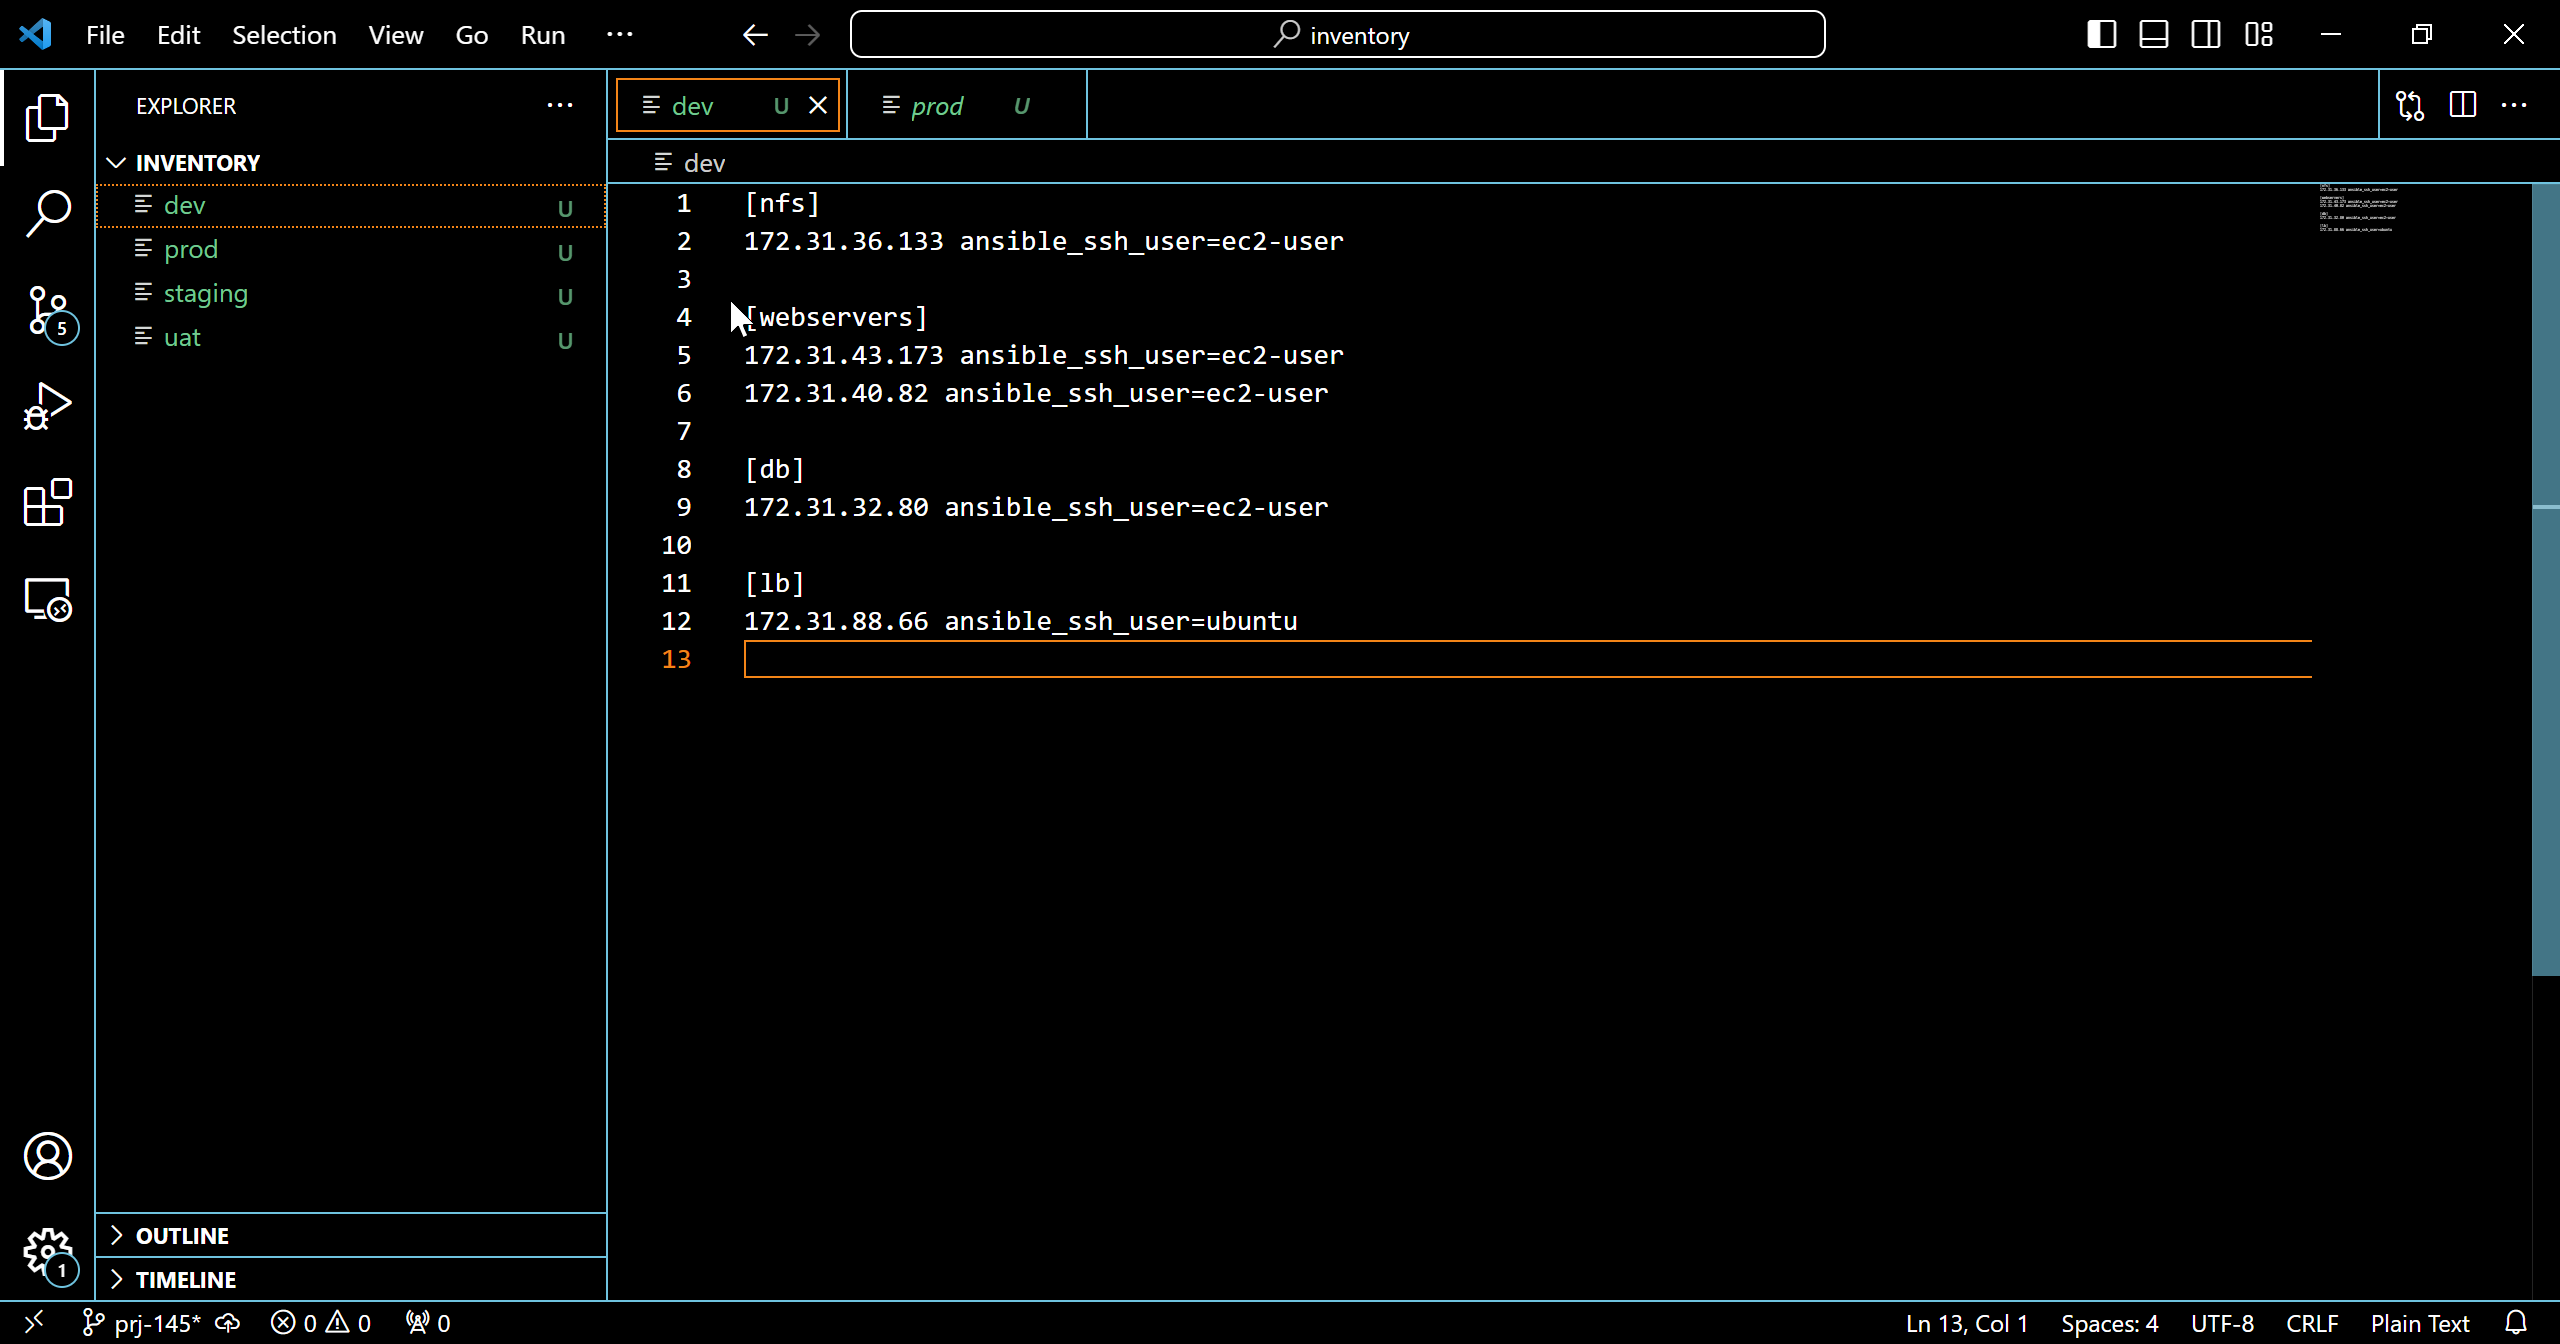 File Edit Selection View Go Run ··· inventory
EXPLORER ···
INVENTORY
dev U
prod U
staging U
uat U
5
dev U prod U
dev
1 [nfs]
2 172.31.36.133 ansible_ssh_user=ec2-user
3
4 [webservers]
5 172.31.43.173 ansible_ssh_user=ec2-user
6 172.31.40.82 ansible_ssh_user=ec2-user
7
8 [db]
9 172.31.32.80 ansible_ssh_user=ec2-user
10
11 [lb]
12 172.31.88.66 ansible_ssh_user=ubuntu
13
OUTLINE
TIMELINE
1
prj-145* 0 0 0 Ln 13, Col 1 Spaces: 4 UTF-8 CRLF Plain Text